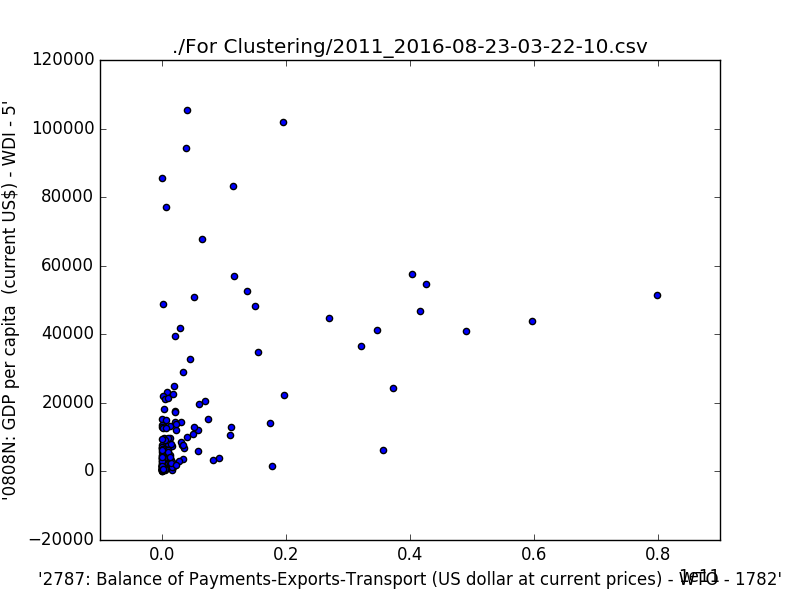 ./For Clustering/2011_2016-08-23-03-22-10.csv
120000
100000
80000
60000
40000
20000
0
−20000
'0808N: GDP per capita  (current US$) - WDI - 5'
0.0 0.2 0.4 0.6 0.8
1e11
'2787: Balance of Payments-Exports-Transport (US dollar at current prices) - WTO - 1782'